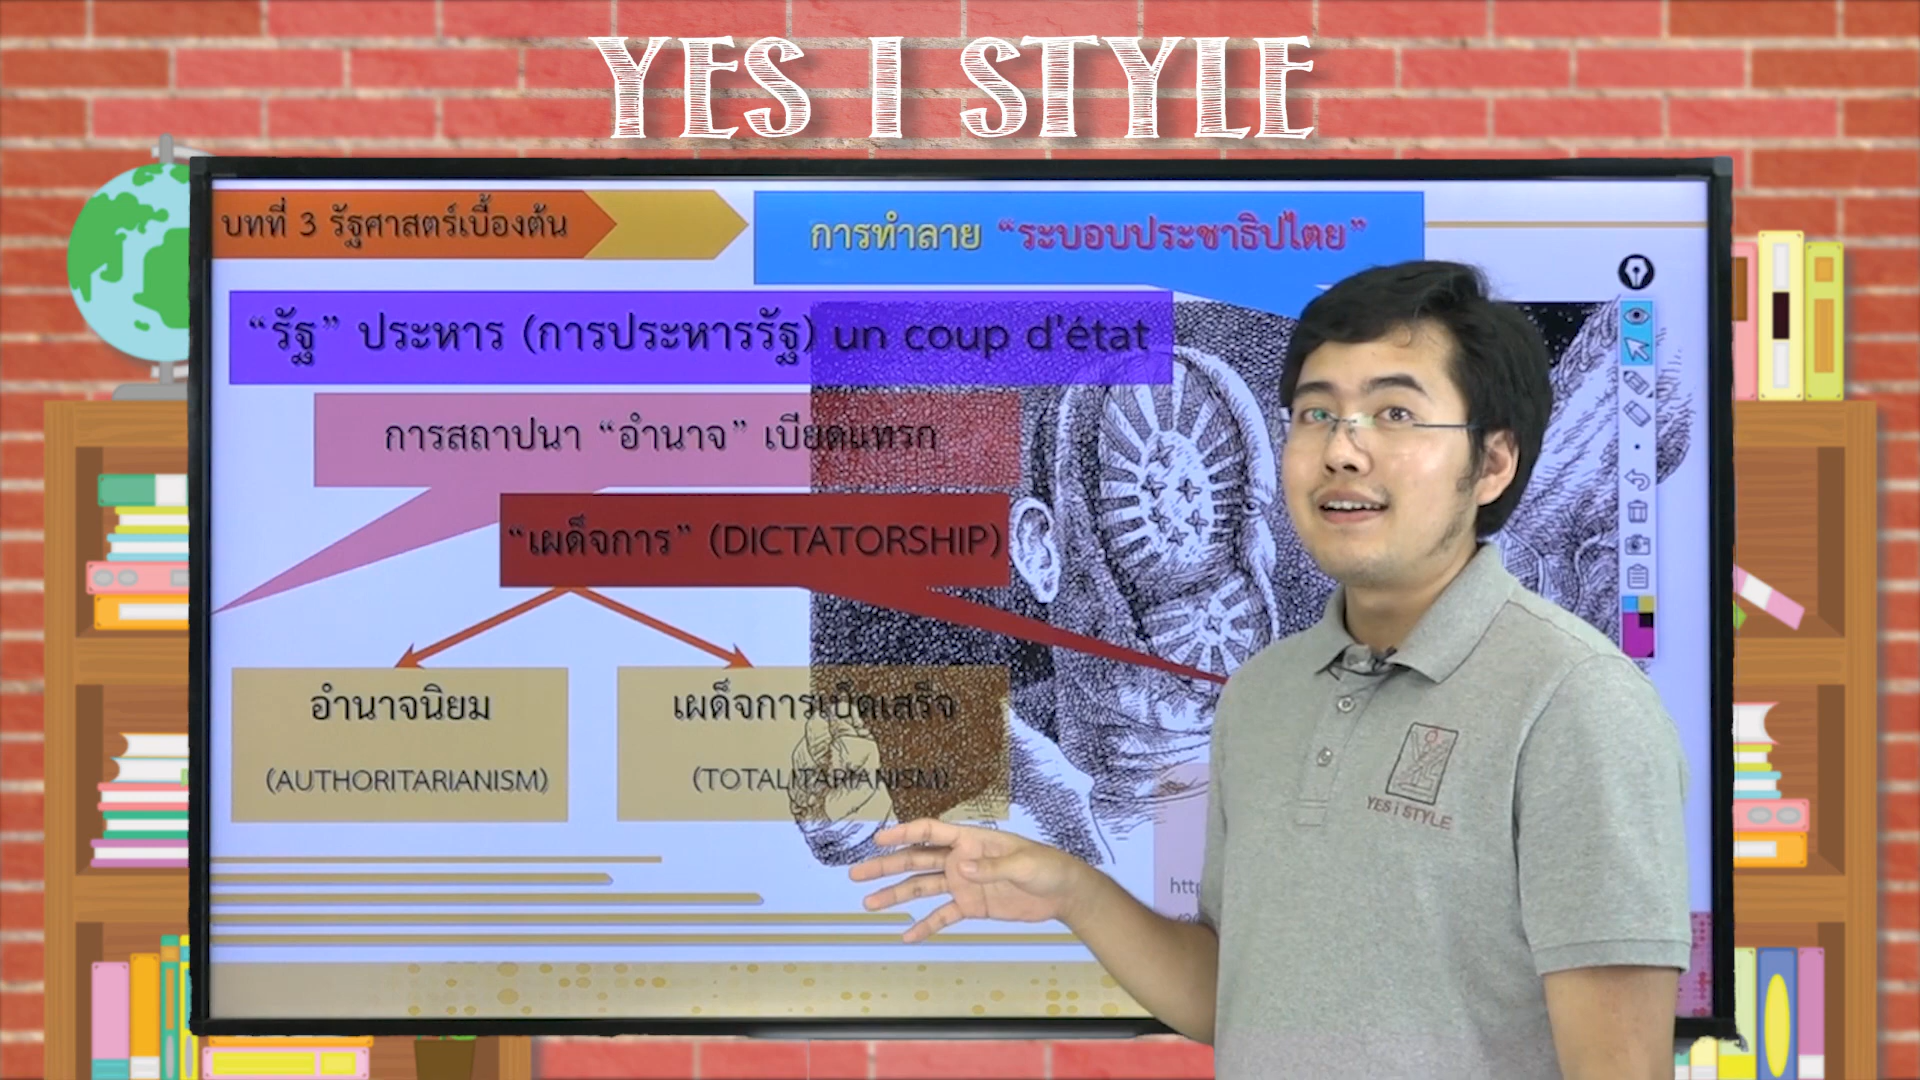 YES I STYLE
บทที่ 3 รัฐศาสตร์เบื้องต้น
การทำลาย “ระบอบประชาธิปไตย”
“รัฐ” ประหาร (การประหารรัฐ) un coup d'état
การสถาปนา “อำนาจ” เบียดแทรก
“เผด็จการ” (DICTATORSHIP)
อำนาจนิยม
(AUTHORITARIANISM)
เผด็จการเบ็ดเสร็จ
(TOTALITARIANISM)
YES i STYLE